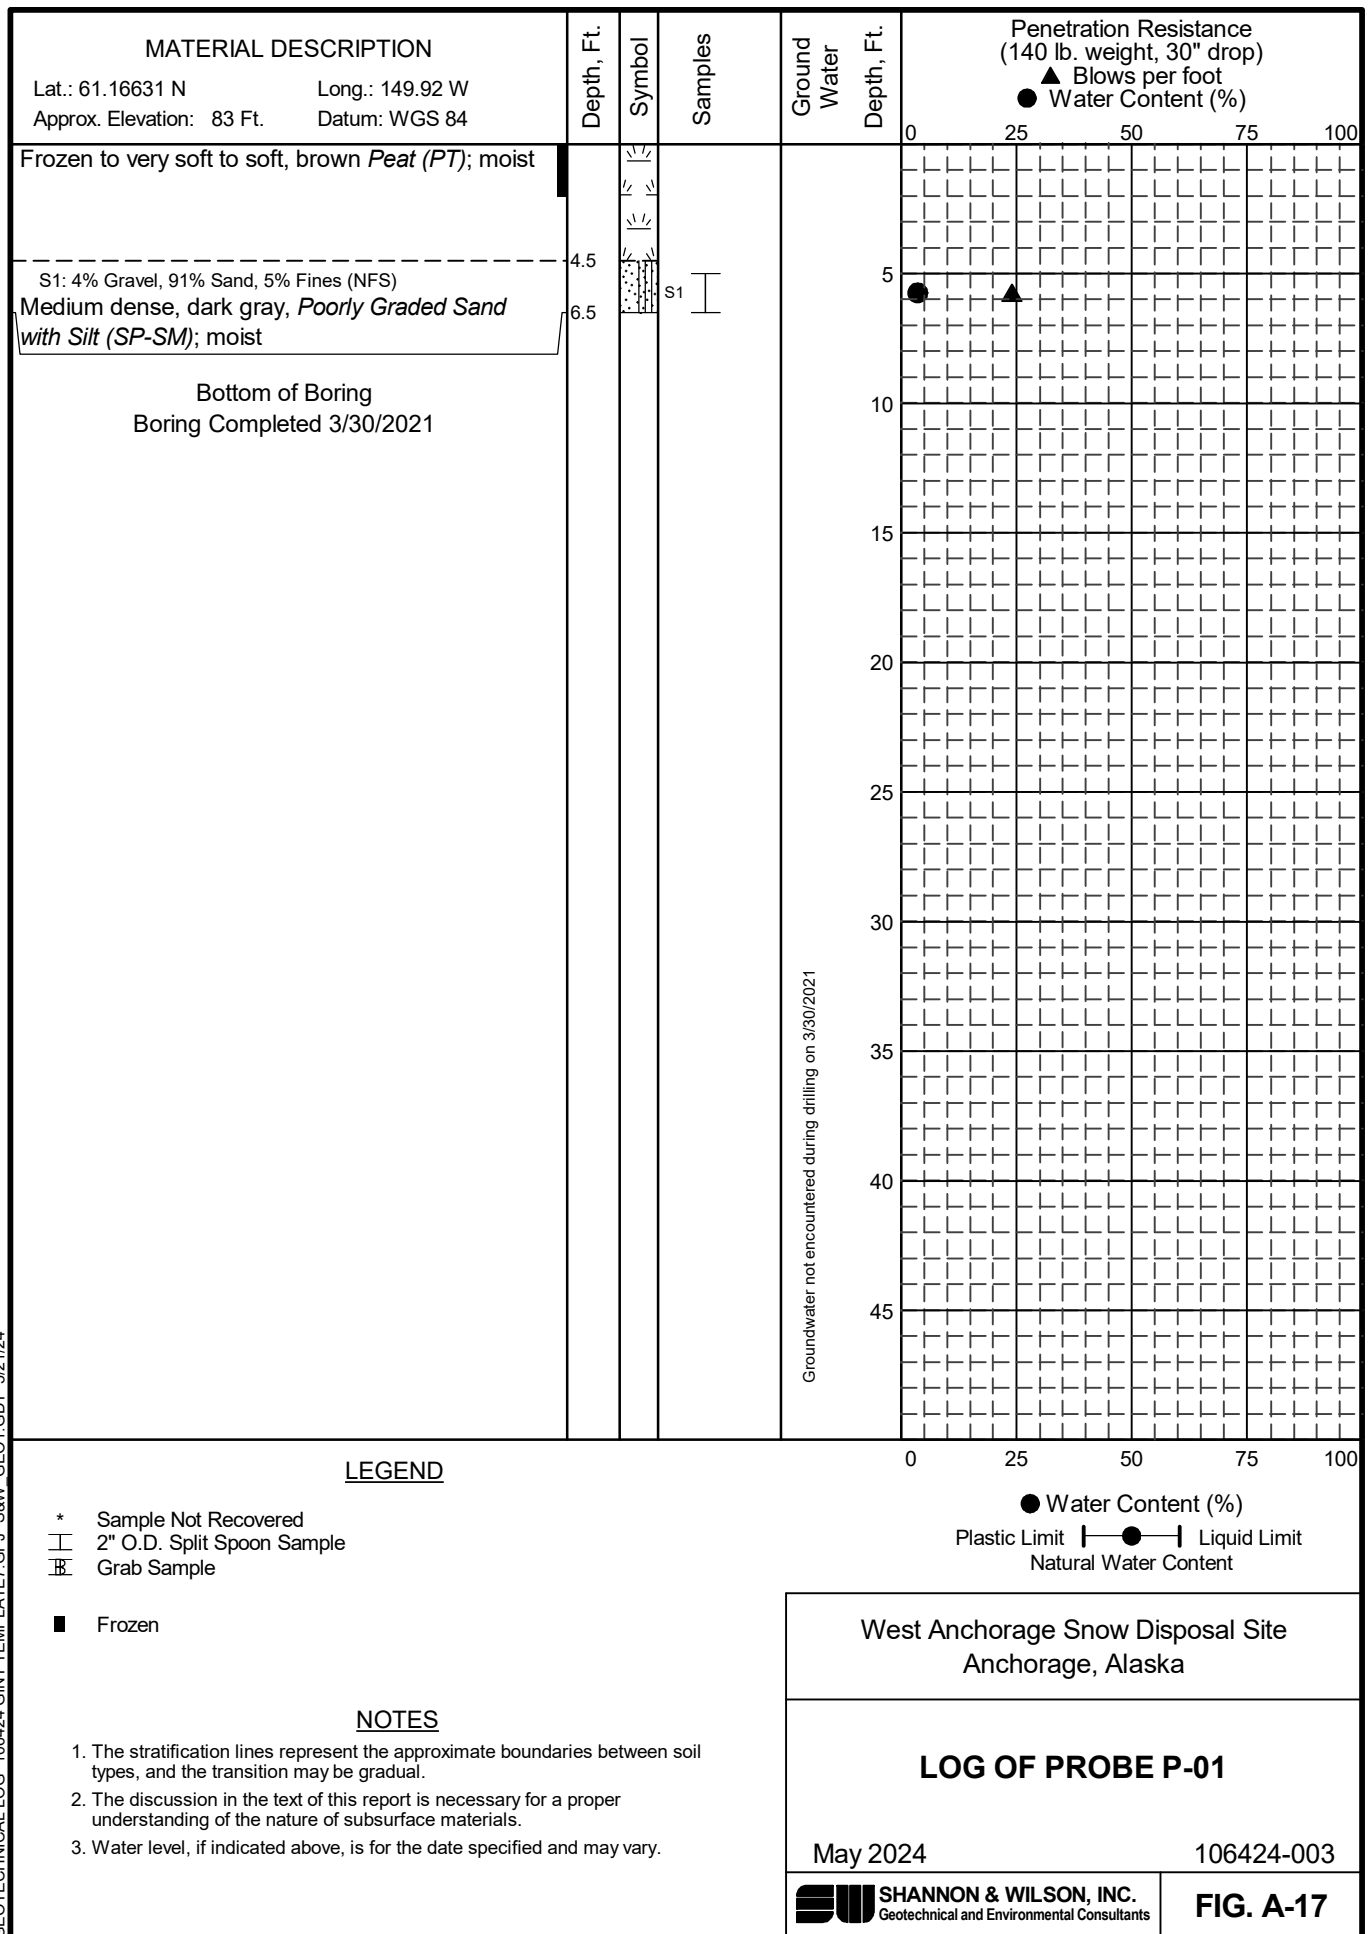 MATERIAL DESCRIPTION
Lat.: 61.16631 N Long.: 149.92 W
Approx. Elevation: 83 Ft. Datum: WGS 84
Depth, Ft.
Symbol
Samples
Ground
Water
Depth, Ft.
Penetration Resistance
(140 lb. weight, 30" drop)
▲ Blows per foot
● Water Content (%)
0 25 50 75 100
Frozen to very soft to soft, brown Peat (PT); moist
4.5
S1: 4% Gravel, 91% Sand, 5% Fines (NFS)
Medium dense, dark gray, Poorly Graded Sand
with Silt (SP-SM); moist
6.5
S1
Bottom of Boring
Boring Completed 3/30/2021
Groundwater not encountered during drilling on 3/30/2021
5
10
15
20
25
30
35
40
45
0 25 50 75 100
● Water Content (%)
Plastic Limit Liquid Limit
Natural Water Content
LEGEND
* Sample Not Recovered
2" O.D. Split Spoon Sample
Grab Sample
Frozen
NOTES
1. The stratification lines represent the approximate boundaries between soil
types, and the transition may be gradual.
2. The discussion in the text of this report is necessary for a proper
understanding of the nature of subsurface materials.
3. Water level, if indicated above, is for the date specified and may vary.
West Anchorage Snow Disposal Site
Anchorage, Alaska
LOG OF PROBE P-01
May 2024 106424-003
SHANNON & WILSON, INC.
Geotechnical and Environmental Consultants
FIG. A-17